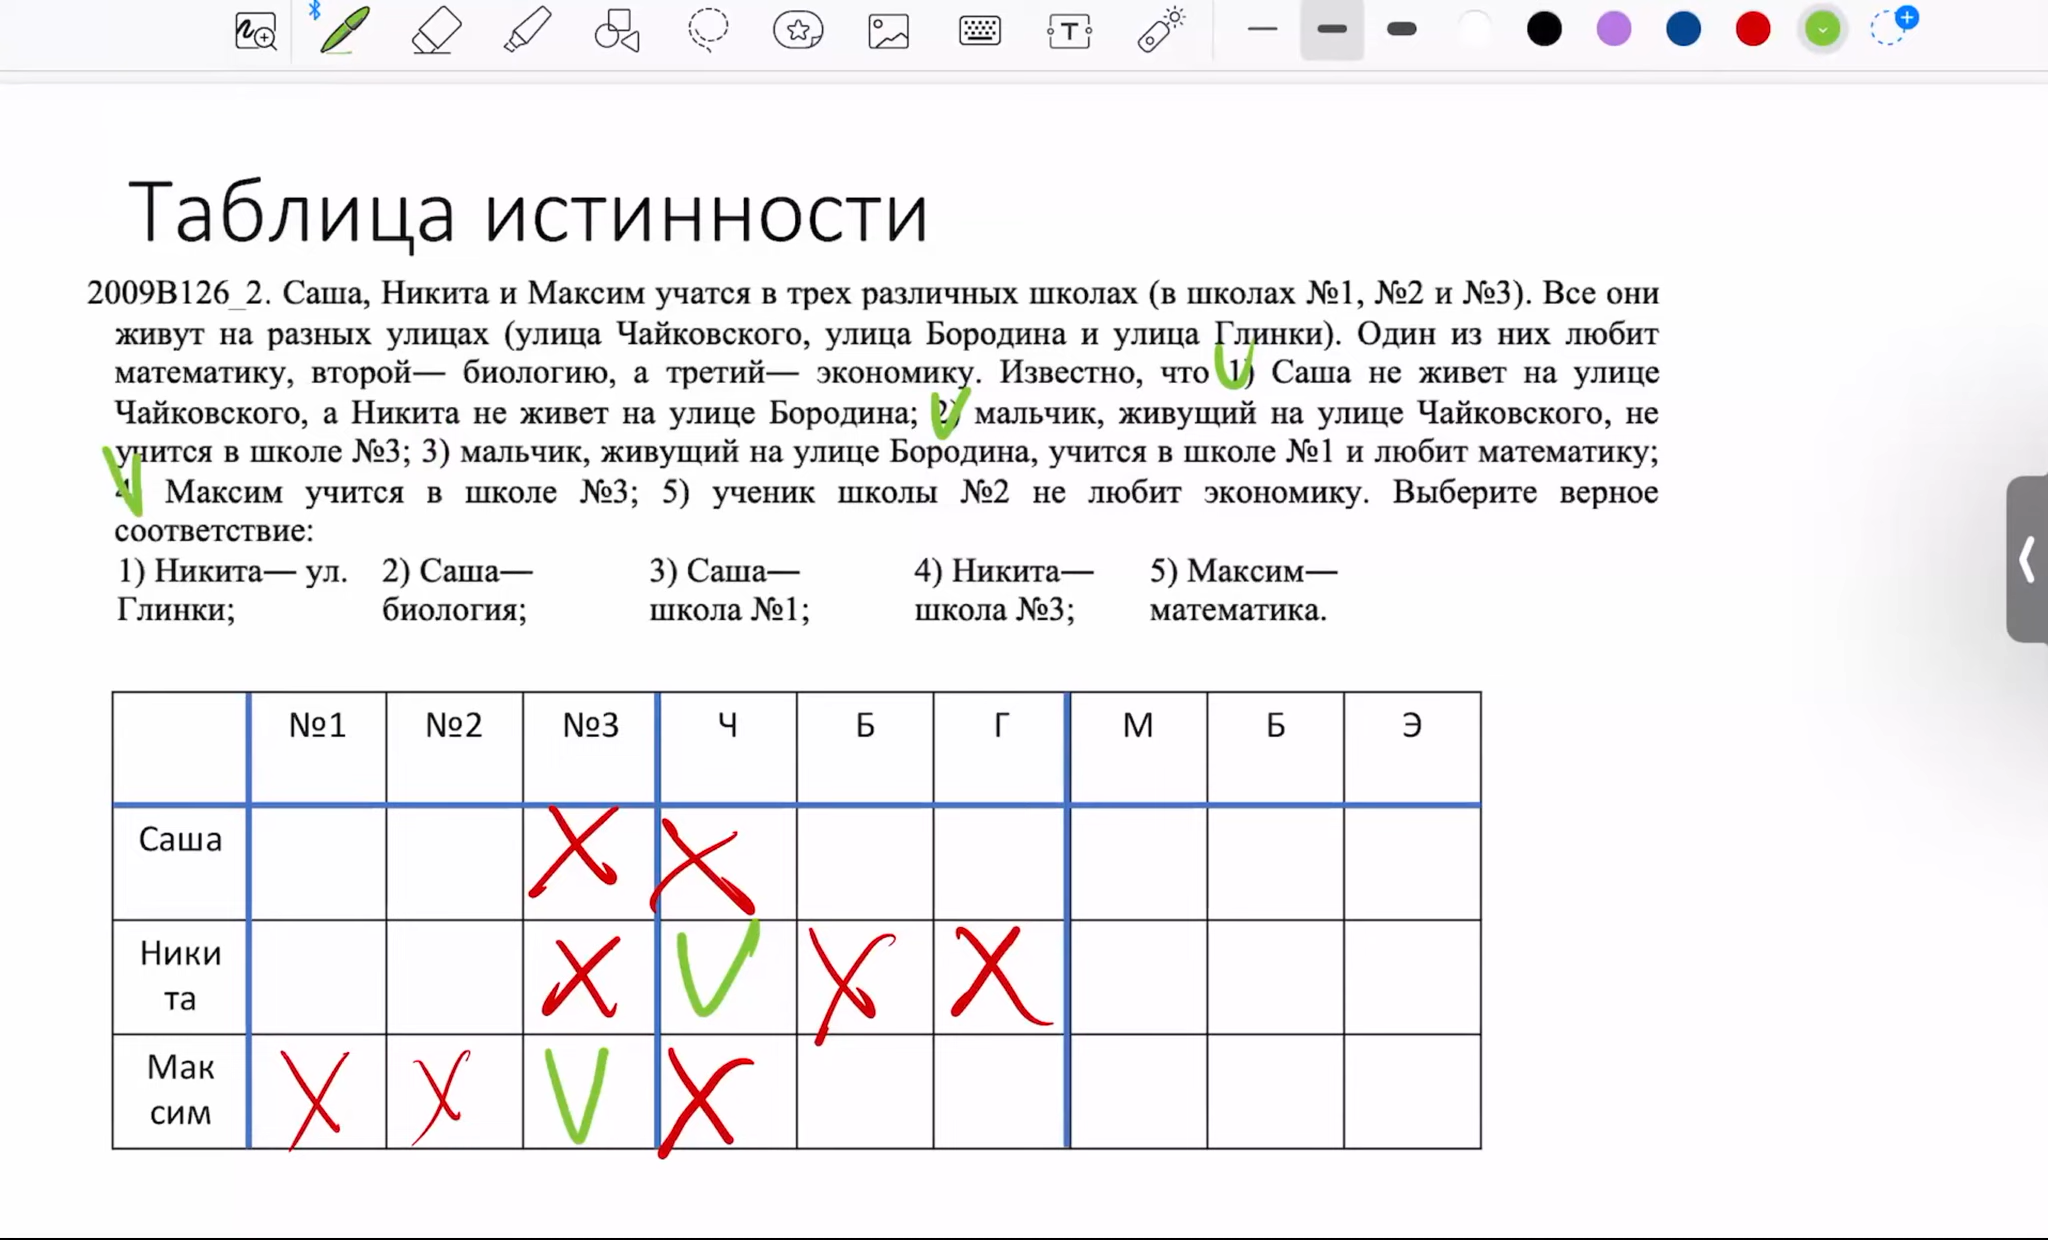 Таблица истинности
2009B126_2. Саша, Никита и Максим учатся в трех различных школах (в школах №1, №2 и №3). Все они
живут на разных улицах (улица Чайковского, улица Бородина и улица Глинки). Один из них любит
математику, второй— биологию, а третий— экономику. Известно, что 1) Саша не живет на улице
Чайковского, а Никита не живет на улице Бородина; 2) мальчик, живущий на улице Чайковского, не
учится в школе №3; 3) мальчик, живущий на улице Бородина, учится в школе №1 и любит математику;
4) Максим учится в школе №3; 5) ученик школы №2 не любит экономику. Выберите верное
соответствие:
1) Никита— ул. 2) Саша— 3) Саша— 4) Никита— 5) Максим—
Глинки; биология; школа №1; школа №3; математика.
№1 №2 №3 Ч Б Г М Б Э
Саша X X
Ники
та X V X X
Мак
сим X X V X